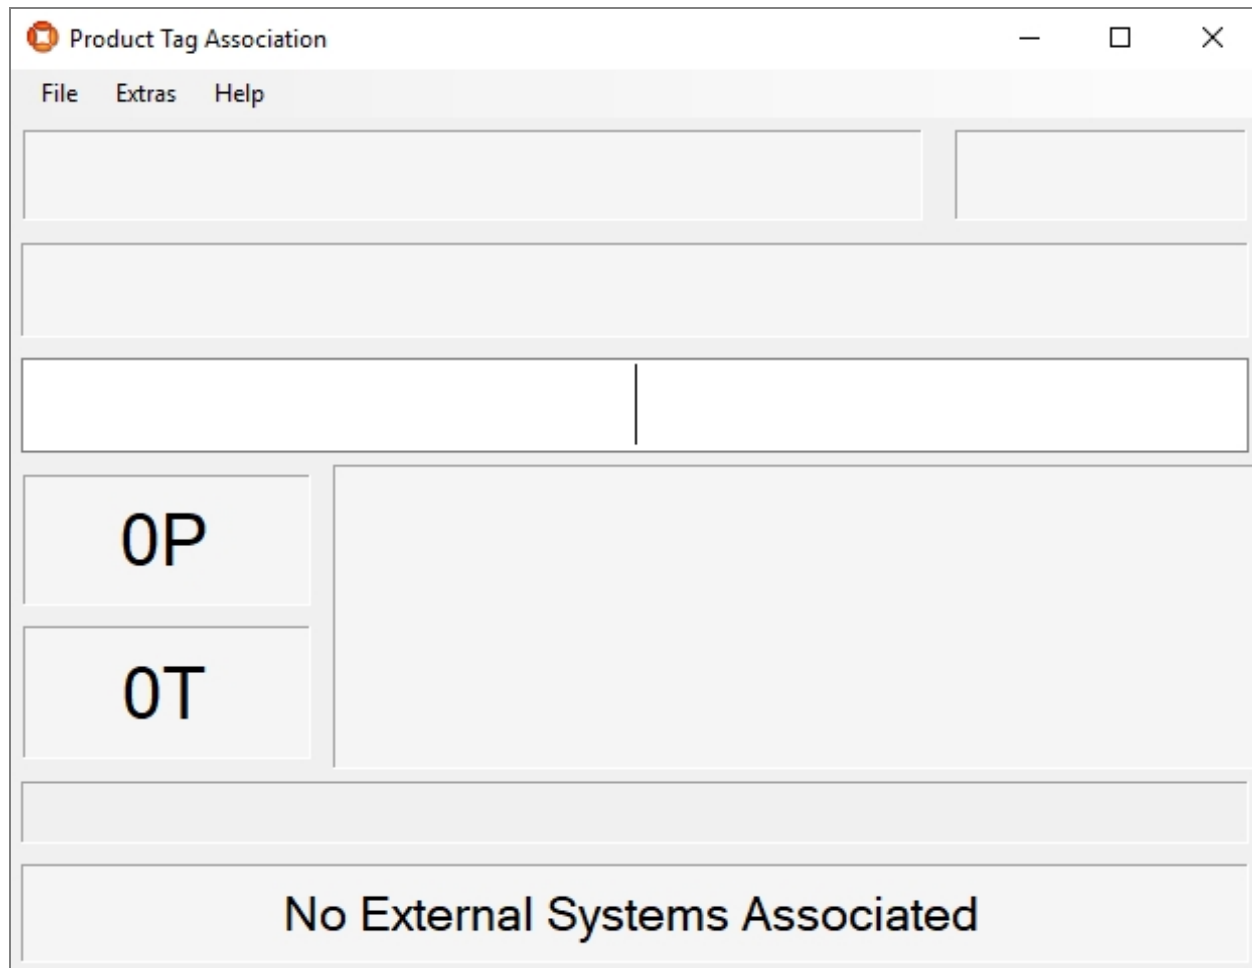 Product Tag Association
File Extras Help
0P
0T
No External Systems Associated